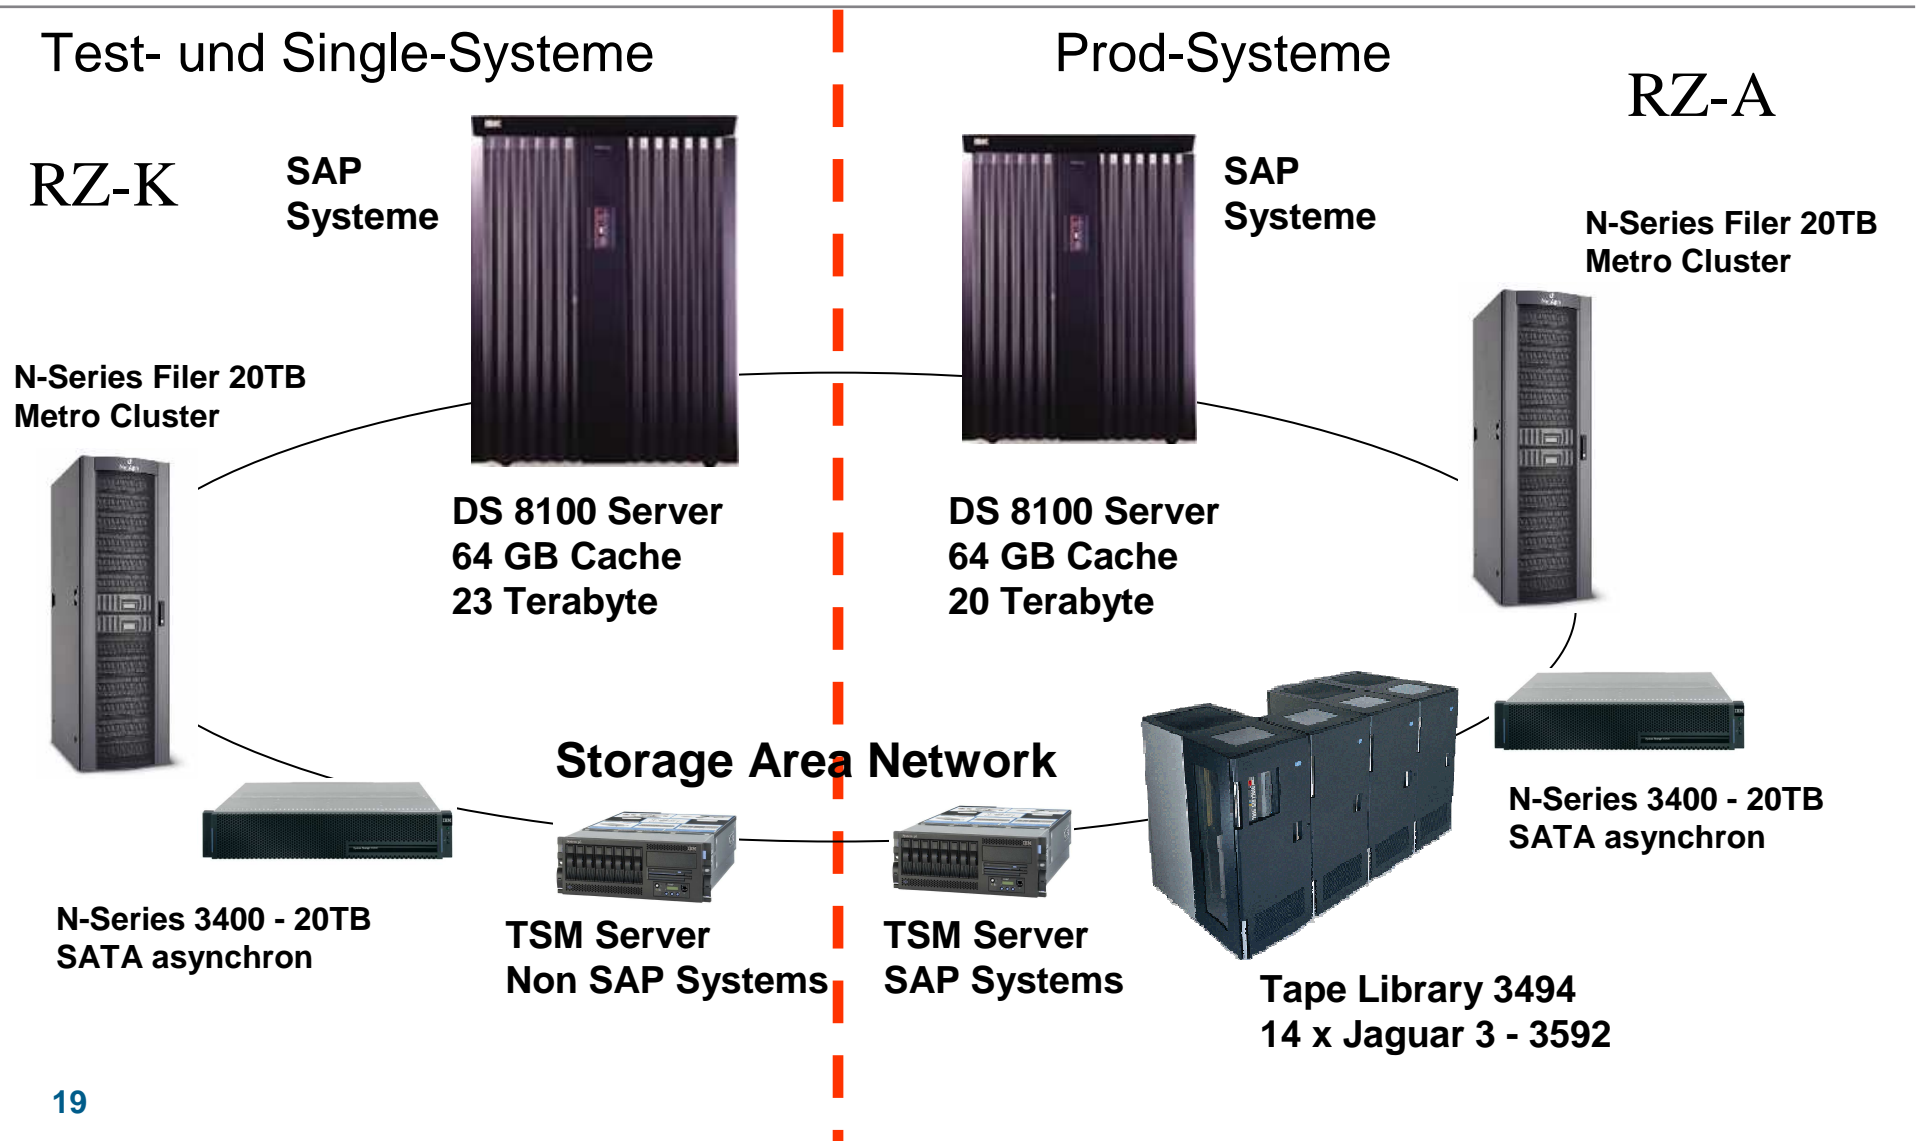 Test- und Single-Systeme
Prod-Systeme
RZ-A
RZ-K
SAP
Systeme
SAP
Systeme
N-Series Filer 20TB
Metro Cluster
N-Series Filer 20TB
Metro Cluster
DS 8100 Server
64 GB Cache
23 Terabyte
DS 8100 Server
64 GB Cache
20 Terabyte
Storage Area Network
N-Series 3400 - 20TB
SATA asynchron
N-Series 3400 - 20TB
SATA asynchron
TSM Server
Non SAP Systems
TSM Server
SAP Systems
Tape Library 3494
14 x Jaguar 3 - 3592
19